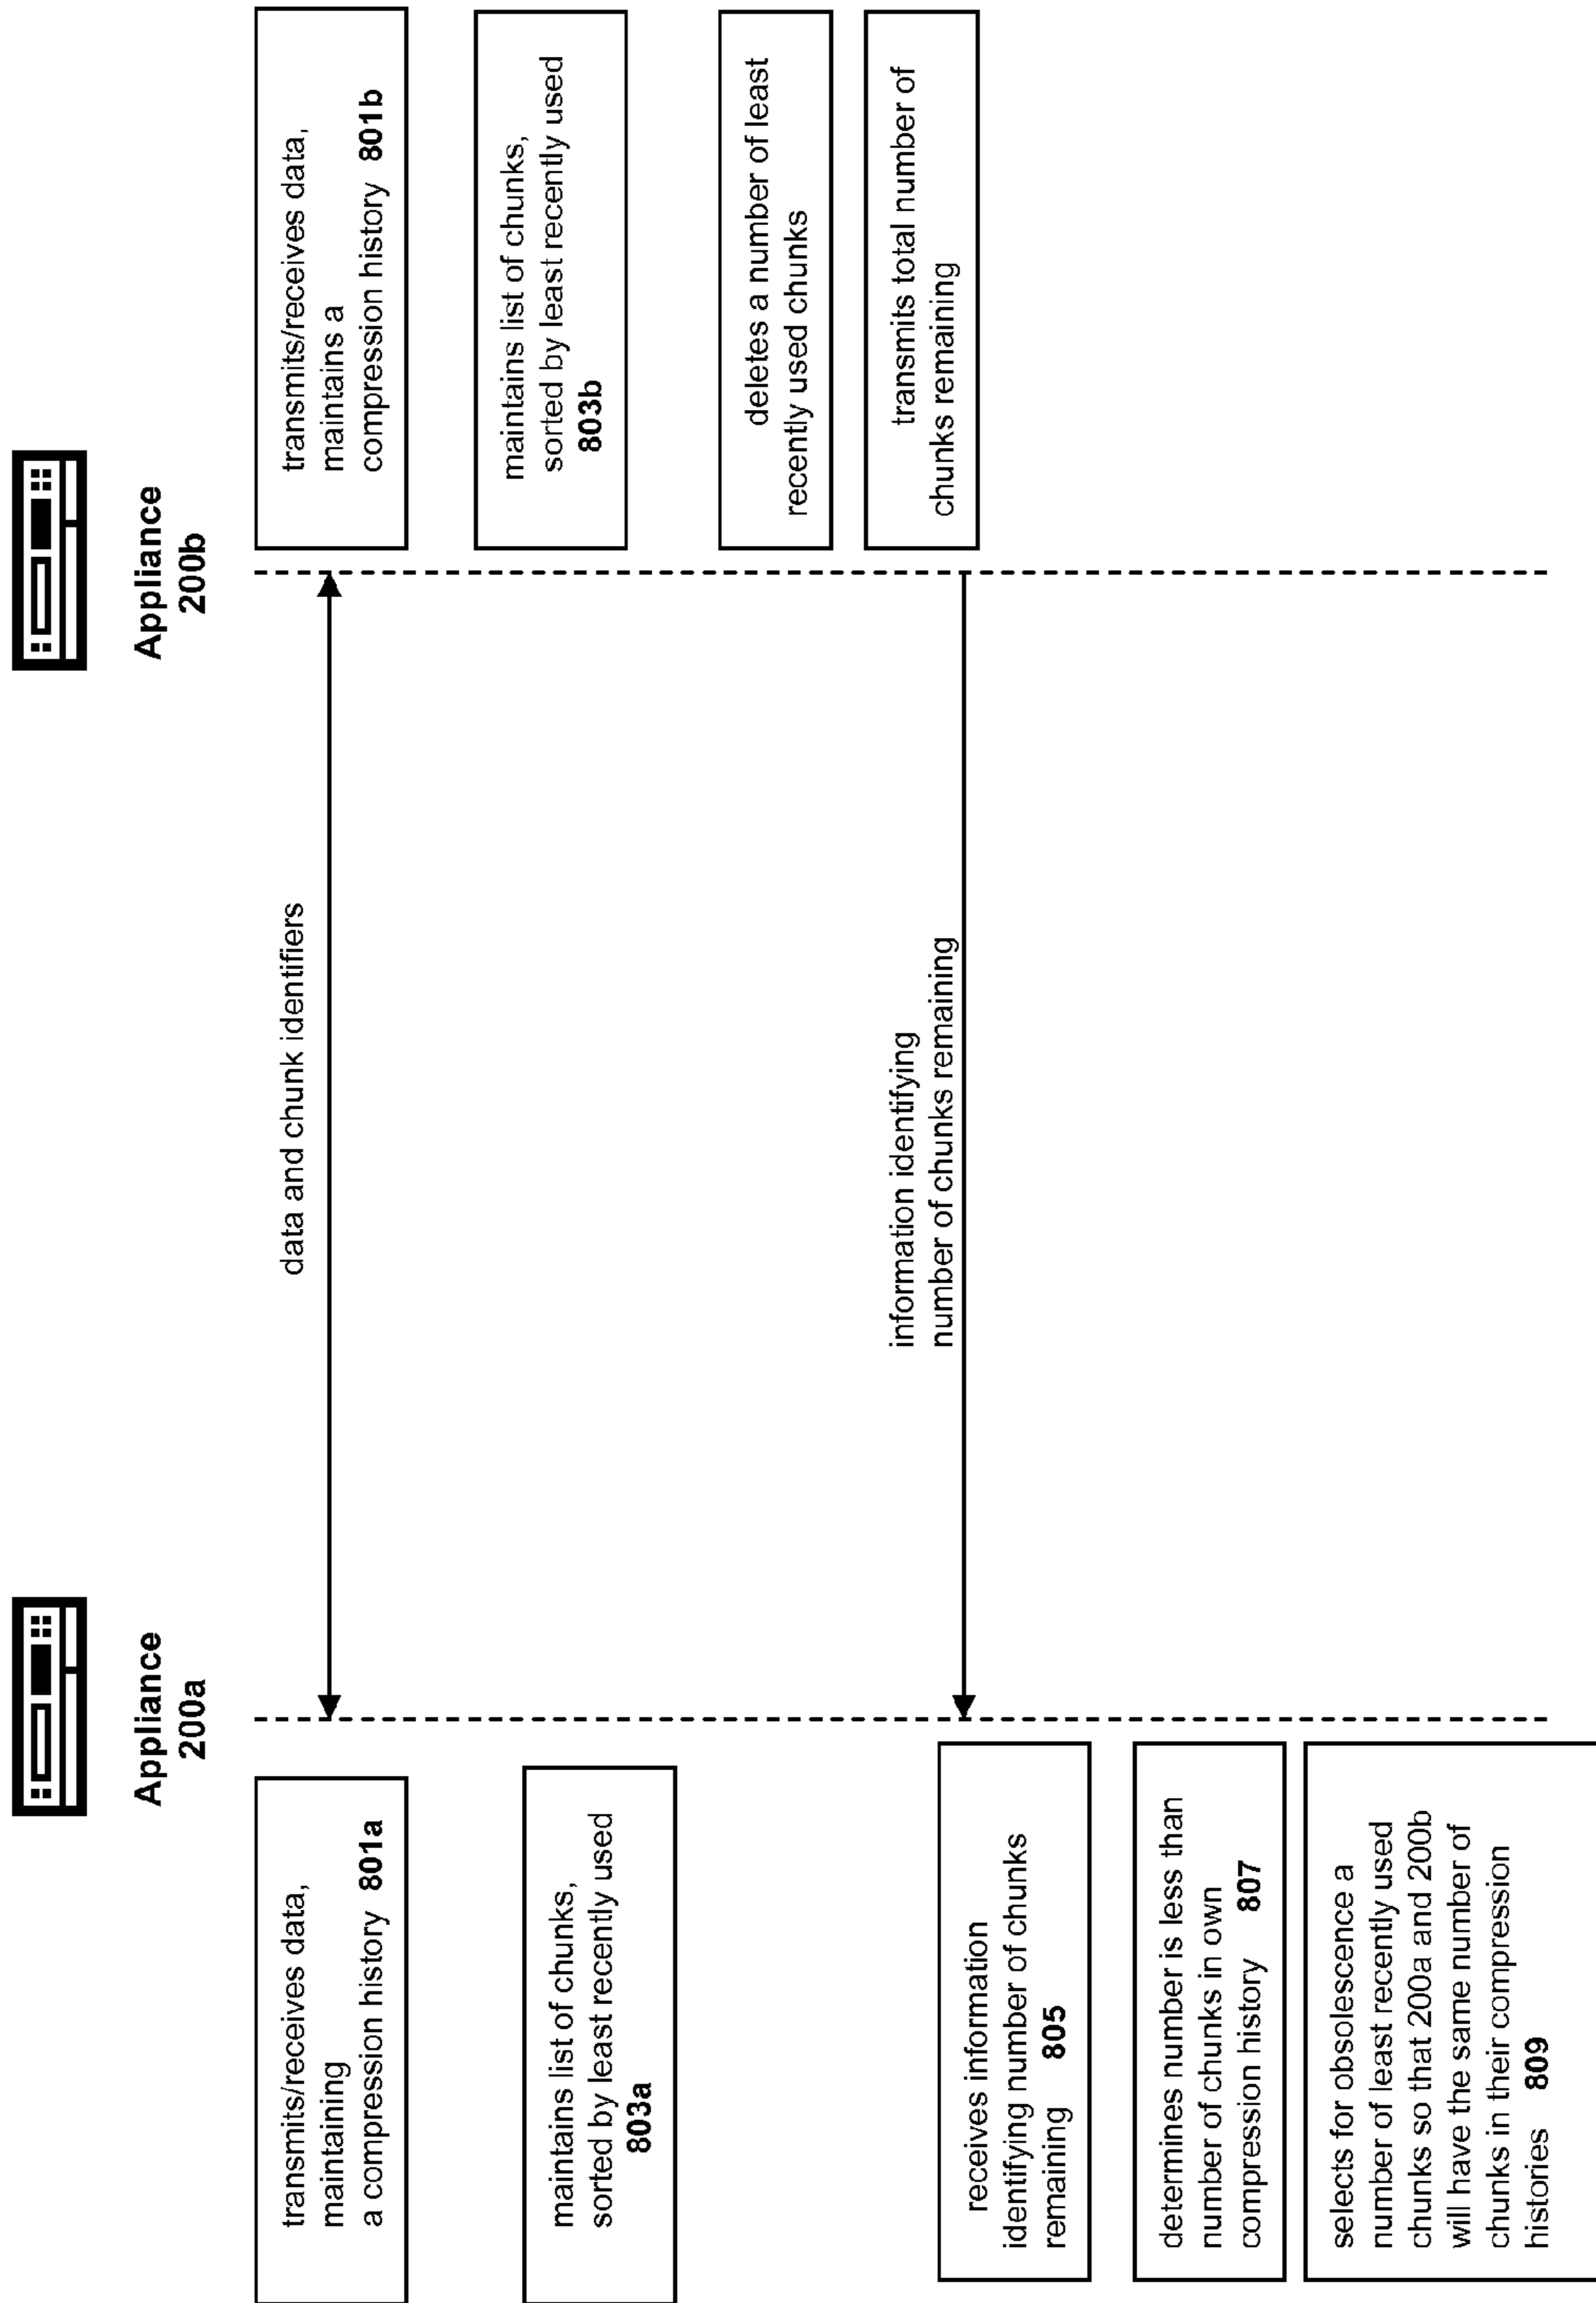 Appliance
200a
Appliance
200b
transmits/receives data,
maintaining
a compression history 801a
data and chunk identifiers
transmits/receives data,
maintains a
compression history 801b
maintains list of chunks,
sorted by least recently used
803a
maintains list of chunks,
sorted by least recently used
803b
deletes a number of least
recently used chunks
transmits total number of
chunks remaining
information identifying
number of chunks remaining
receives information
identifying number of chunks
remaining 805
determines number is less than
number of chunks in own
compression history 807
selects for obsolescence a
number of least recently used
chunks so that 200a and 200b
will have the same number of
chunks in their compression
histories 809